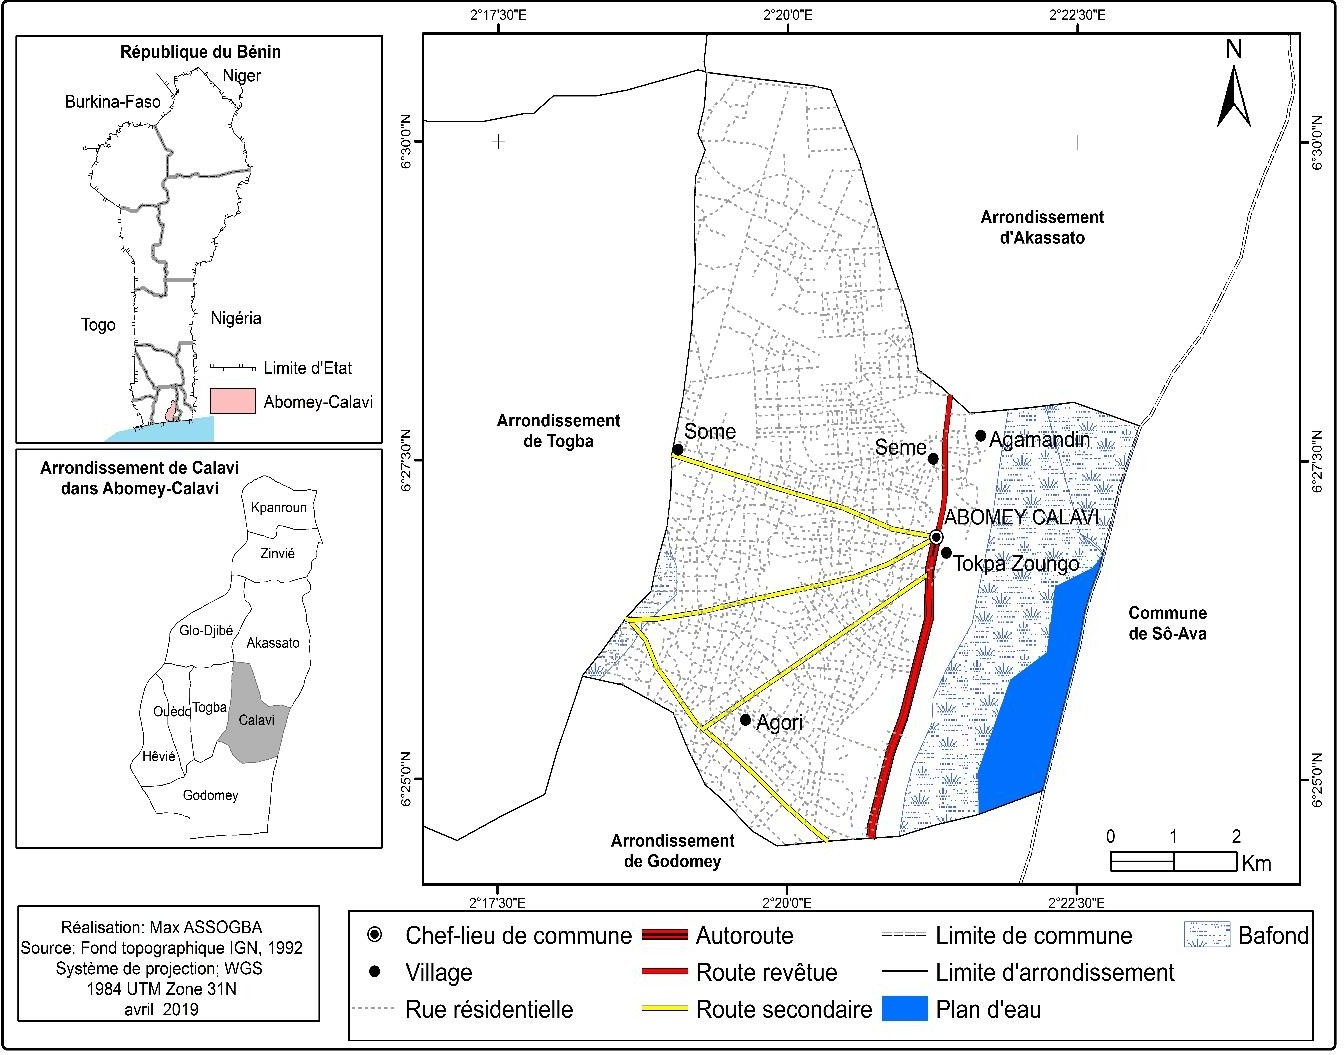 2°17'30"E
2°20'0"E
2°22'30"E
République du Bénin
Niger
Burkina-Faso
Togo
Nigéria
Limite d'Etat
Abomey-Calavi
Arrondissement de Calavi
dans Abomey-Calavi
Kpanroun
Zinvié
Glo-Djibé
Akassato
Ouèdo
Togba
Calavi
Hêvié
Godomey
N
6°30'0"N
6°30'0"N
Arrondissement
d'Akassato
Arrondissement
de Togba
Some
Seme
Agamandin
6°27'30"N
6°27'30"N
ABOMEY CALAVI
Tokpa Zoungo
Commune
de Sô-Ava
Agori
6°25'0"N
6°25'0"N
Arrondissement
de Godomey
0 1 2
Km
2°17'30"E
2°20'0"E
2°22'30"E
Réalisation: Max ASSOGBA
Source: Fond topographique IGN, 1992
Système de projection; WGS
1984 UTM Zone 31N
avril 2019
Chef-lieu de commune
Autoroute
Limite de commune
Bafond
Village
Route revêtue
Limite d'arrondissement
Rue résidentielle
Route secondaire
Plan d'eau